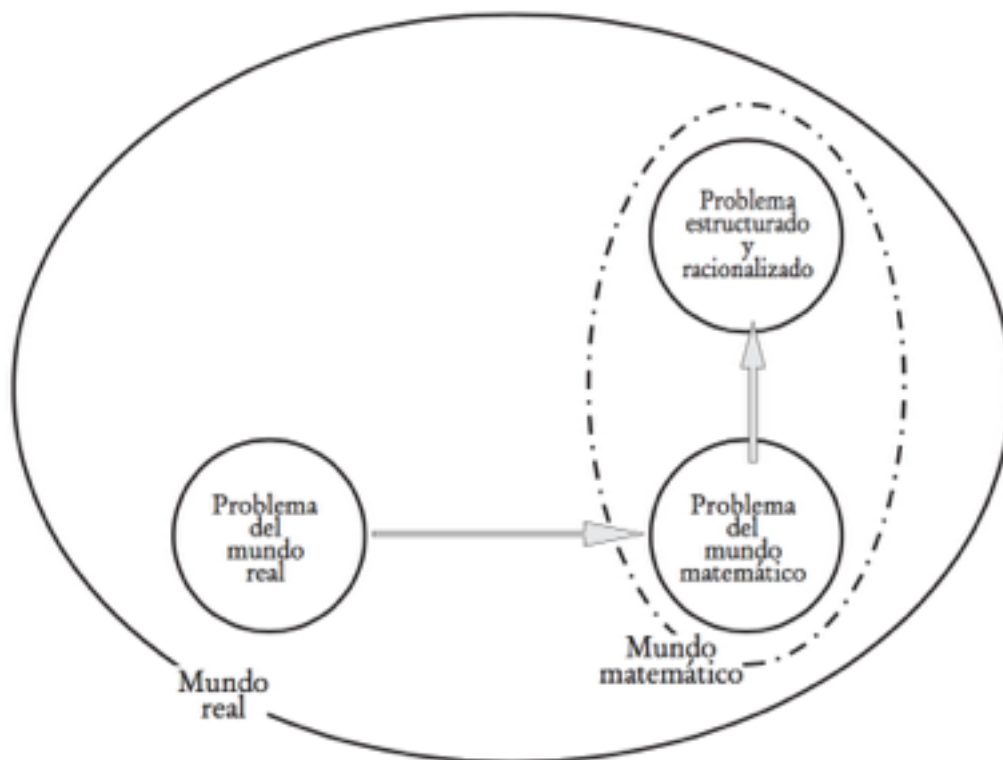 Problema
estructurado
y
racionalizado
Problema
del
mundo
real
Problema
del
mundo
matemático
Mundo
matemático
Mundo
real